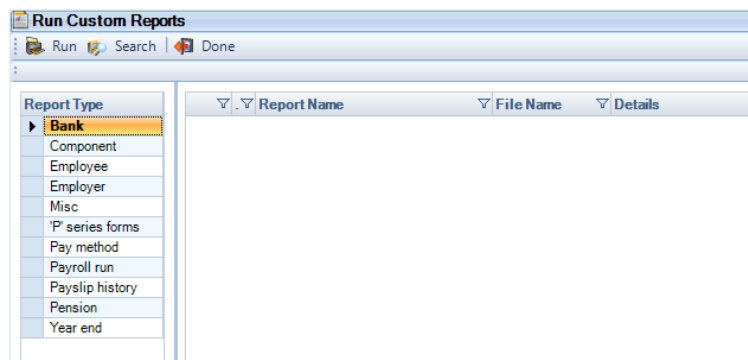 Run Custom Reports
Run Search Done
Report Type
Report Name File Name Details
Bank
Component
Employee
Employer
Misc
'P' series forms
Pay method
Payroll run
Payslip history
Pension
Year end